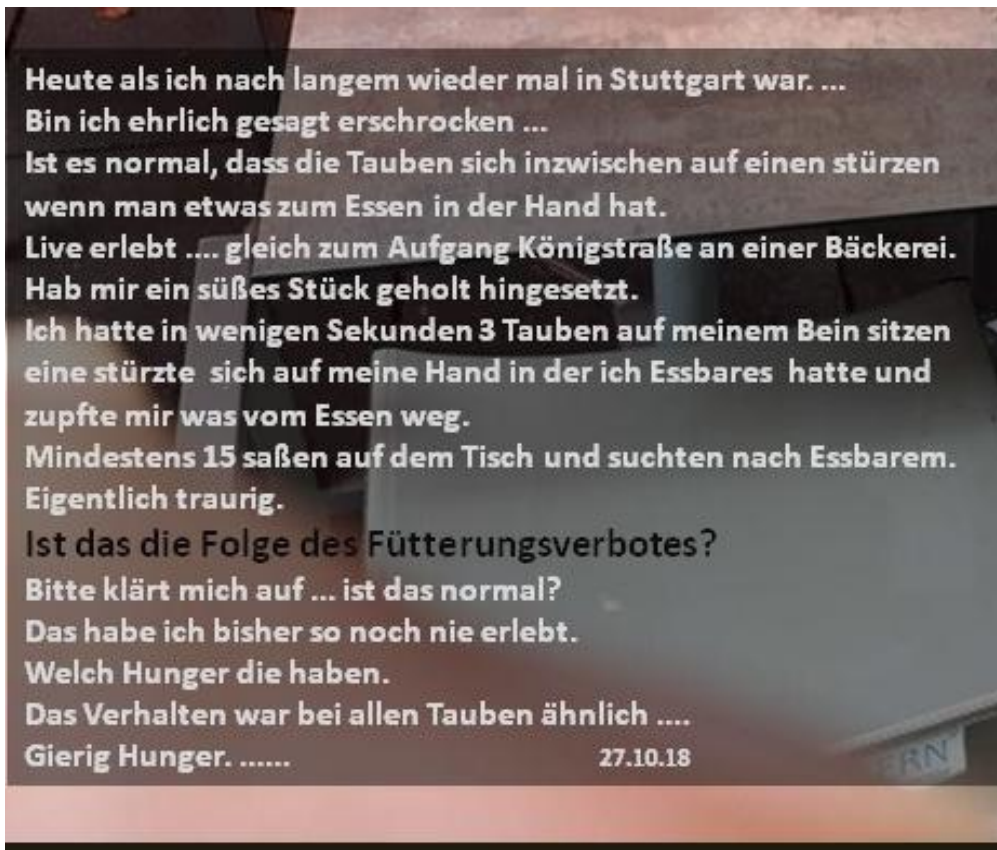 Heute als ich nach langem wieder mal in Stuttgart war. ...
Bin ich ehrlich gesagt erschrocken ...
Ist es normal, dass die Tauben sich inzwischen auf einen stürzen
wenn man etwas zum Essen in der Hand hat.
Live erlebt .... gleich zum Aufgang Königstraße an einer Bäckerei.
Hab mir ein süßes Stück geholt hingesetzt.
Ich hatte in wenigen Sekunden 3 Tauben auf meinem Bein sitzen
eine stürzte  sich auf meine Hand in der ich Essbares  hatte und
zupfte mir was vom Essen weg.
Mindestens 15 saßen auf dem Tisch und suchten nach Essbarem.
Eigentlich traurig.
Ist das die Folge des Fütterungsverbotes?
Bitte klärt mich auf ... ist das normal?
Das habe ich bisher so noch nie erlebt.
Welch Hunger die haben.
Das Verhalten war bei allen Tauben ähnlich ....
Gierig Hunger. ...... 27.10.18